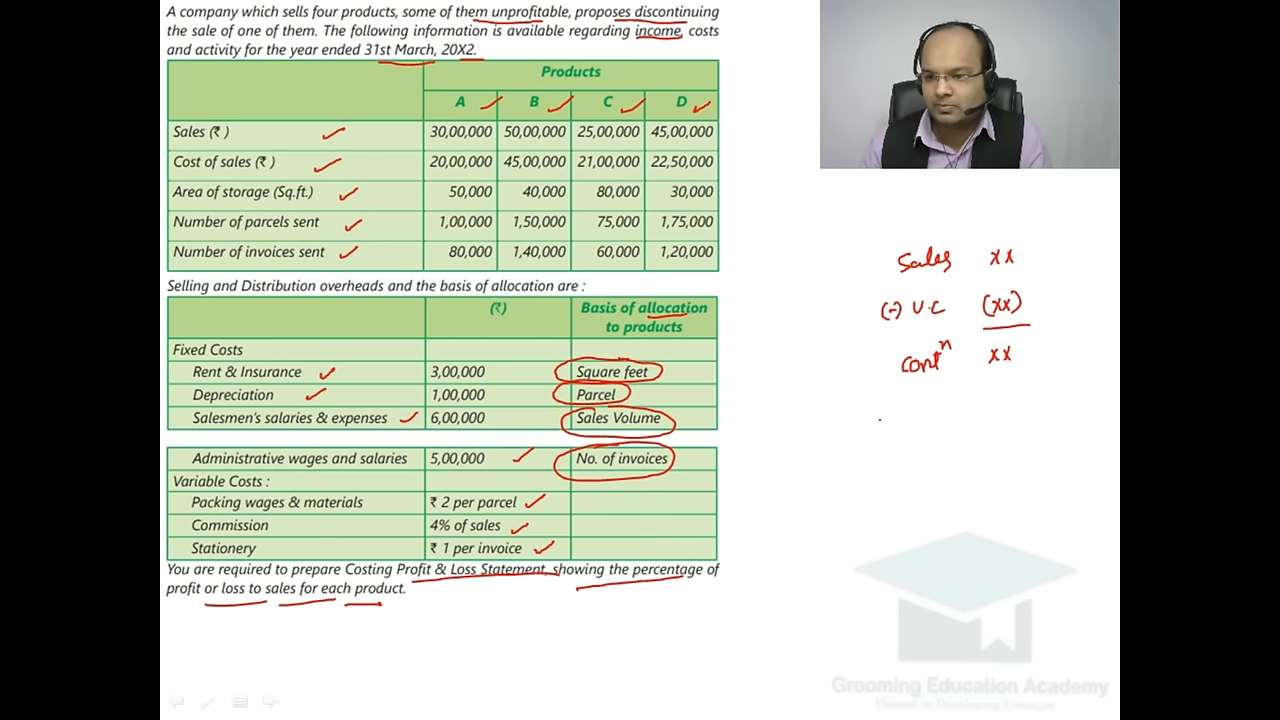 A company which sells four products, some of them unprofitable, proposes discontinuing
the sale of one of them. The following information is available regarding income, costs
and activity for the year ended 31st March, 20X2.
Products
A B C D
Sales (₹ ) 30,00,000 50,00,000 25,00,000 45,00,000
Cost of sales (₹ ) 20,00,000 45,00,000 21,00,000 22,50,000
Area of storage (Sq.ft.) 50,000 40,000 80,000 30,000
Number of parcels sent 1,00,000 1,50,000 75,000 1,75,000
Number of invoices sent 80,000 1,40,000 60,000 1,20,000
Selling and Distribution overheads and the basis of allocation are :
(₹) Basis of allocation
to products
Fixed Costs
Rent & Insurance 3,00,000 Square feet
Depreciation 1,00,000 Parcel
Salesmen's salaries & expenses 6,00,000 Sales Volume
Administrative wages and salaries 5,00,000 No. of invoices
Variable Costs :
Packing wages & materials ₹ 2 per parcel
Commission 4% of sales
Stationery ₹ 1 per invoice
You are required to prepare Costing Profit & Loss Statement, showing the percentage of
profit or loss to sales for each product.
Sales xx
(-) V.C (xx)
contⁿ xx
Grooming Education Academy